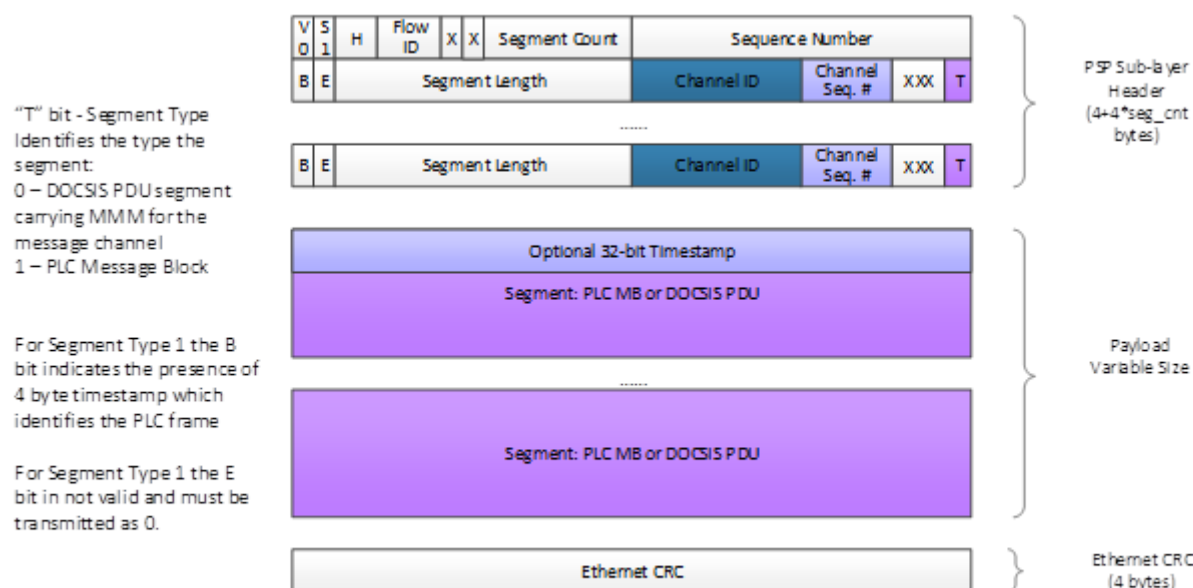 V0 S1 H Flow ID X X Segment Count Sequence Number
B E Segment Length Channel ID Channel Seq. # XXX T
......
B E Segment Length Channel ID Channel Seq. # XXX T
PSP Sub-layer
Header
(4+4*seg_cnt
bytes)
"T" bit - Segment Type
Identifies the type the
segment:
0 – DOCSIS PDU segment
carrying MMM for the
message channel
1 – PLC Message Block
For Segment Type 1 the B
bit indicates the presence of
4 byte timestamp which
identifies the PLC frame
For Segment Type 1 the E
bit in not valid and must be
transmitted as 0.
Optional 32-bit Timestamp
Segment: PLC MB or DOCSIS PDU
......
Segment: PLC MB or DOCSIS PDU
Payload
Variable Size
Ethernet CRC
Ethernet CRC
(4 bytes)